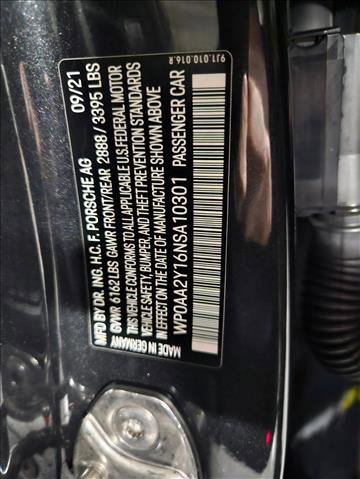 MFD BY DR. ING. H.C. F. PORSCHE AG 09/21
GVWR 6162 LBS GAWR FRONT/REAR 2888 / 3395 LBS
THIS VEHICLE CONFORMS TO ALL APPLICABLE U.S.FEDERAL MOTOR
VEHICLE SAFETY, BUMPER, AND THEFT PREVENTION STANDARDS
IN EFFECT ON THE DATE OF MANUFACTURE SHOWN ABOVE
WP0AA2Y16NSA10301 PASSENGER CAR
MADE IN GERMANY
9J1.010.016.R